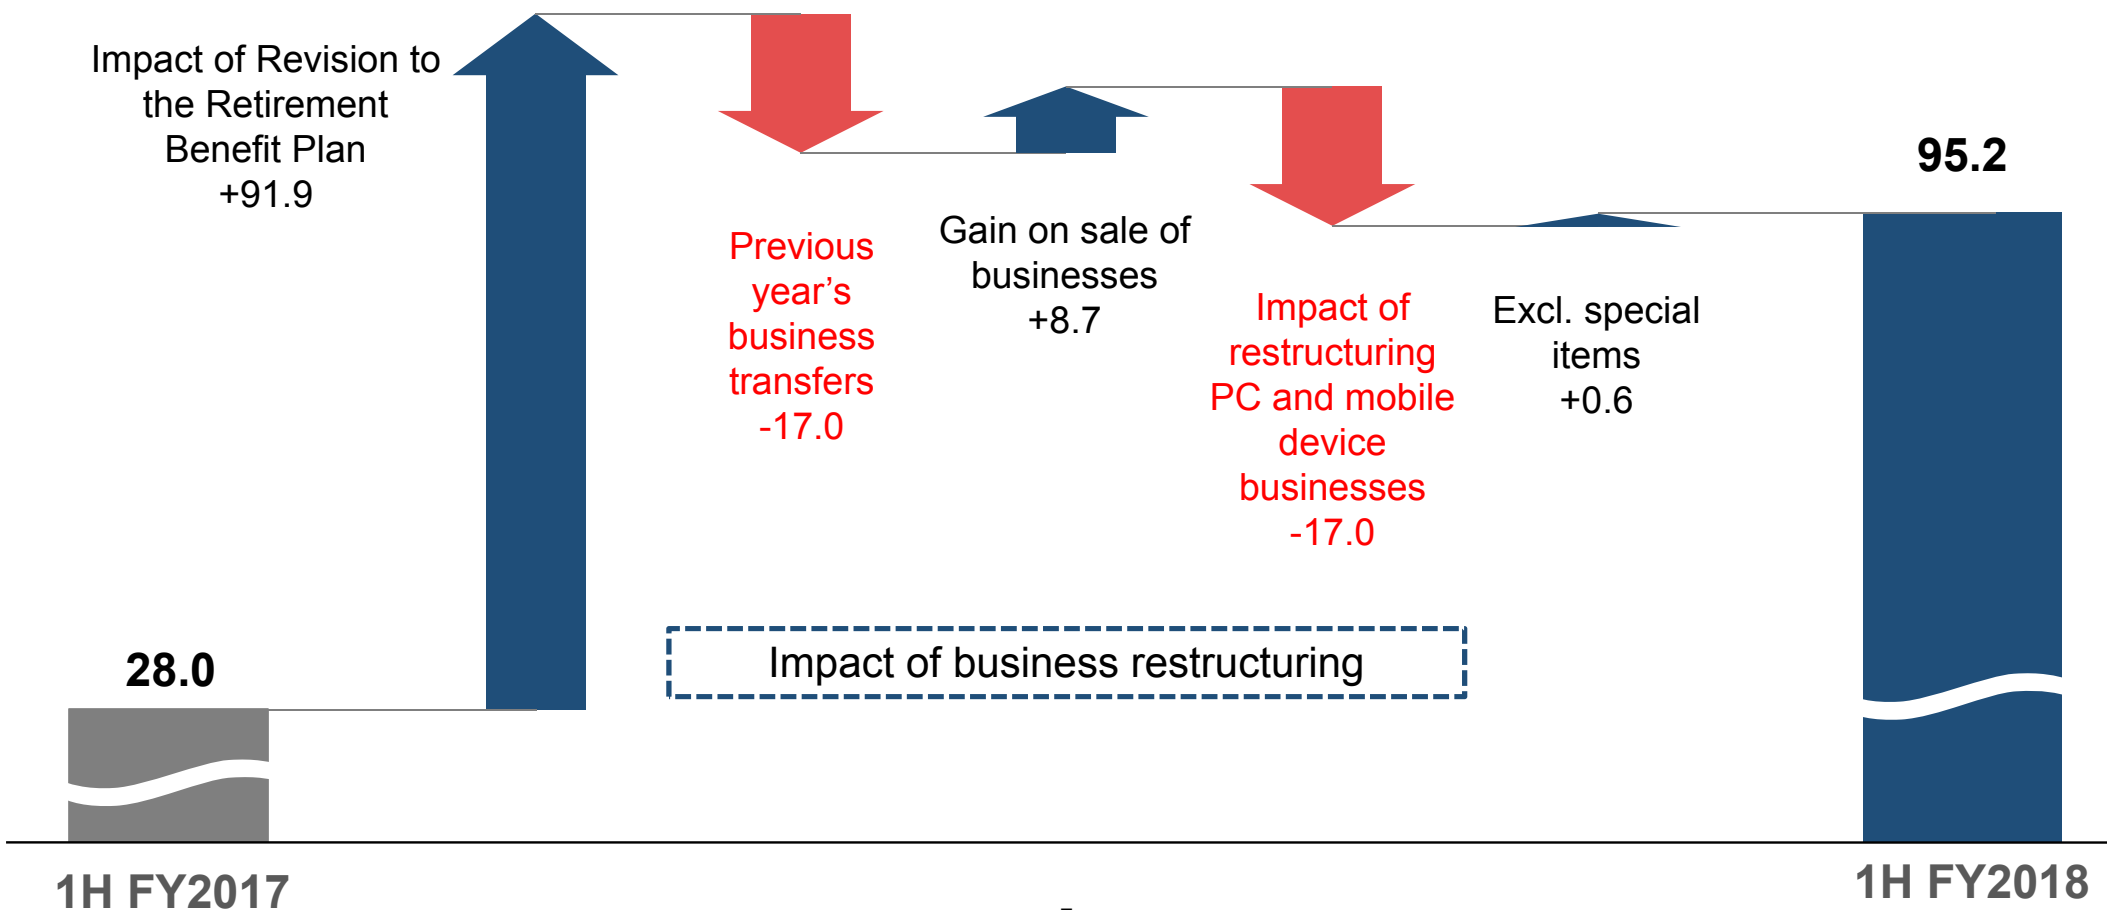 Impact of Revision to
the Retirement
Benefit Plan
+91.9
Previous
year’s
business
transfers
-17.0
Gain on sale of
businesses
+8.7
Impact of
restructuring
PC and mobile
device
businesses
-17.0
Excl. special
items
+0.6
95.2
28.0
Impact of business restructuring
1H FY2017
1H FY2018